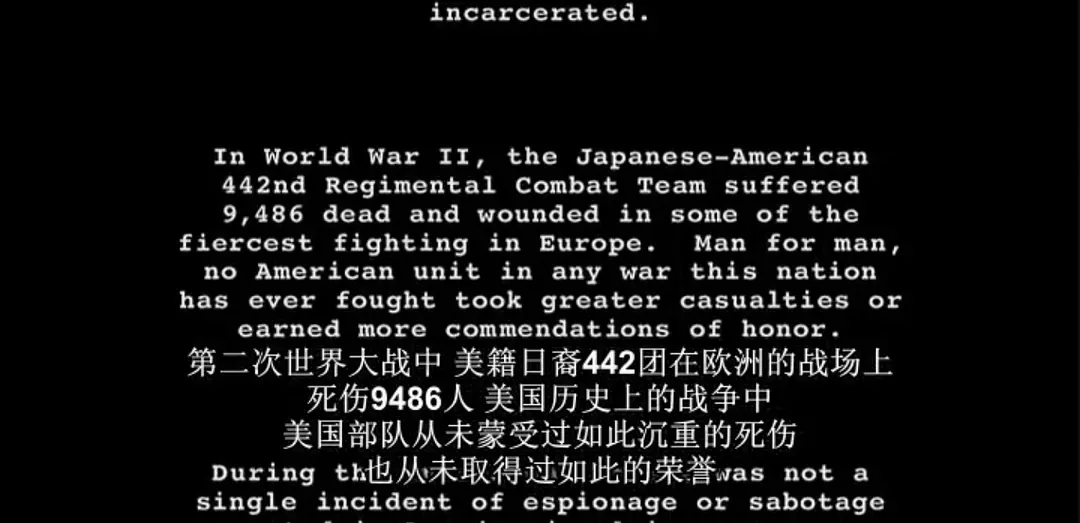 incarcerated.
In World War II, the Japanese-American
442nd Regimental Combat Team suffered
9,486 dead and wounded in some of the
fiercest fighting in Europe.  Man for man,
no American unit in any war this nation
has ever fought took greater casualties or
earned more commendations of honor.
第二次世界大战中 美籍日裔442团在欧洲的战场上
死伤9486人 美国历史上的战争中
美国部队从未蒙受过如此沉重的死伤
也从未取得过如此的荣誉
During was not a
single incident of espionage or sabotage